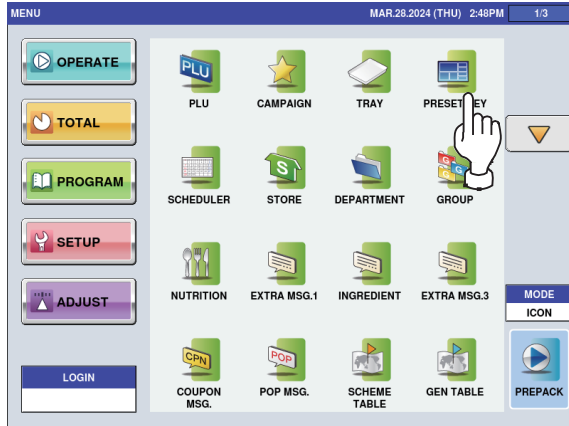 MENU
MAR.28.2024 (THU) 2:48PM
1/3
OPERATE
TOTAL
PROGRAM
SETUP
ADJUST
LOGIN
PLU
PLU
CAMPAIGN
TRAY
PRESET EY
SCHEDULER
S
STORE
DEPARTMENT
G
G
G
GROUP
NUTRITION
EXTRA MSG.1
INGREDIENT
EXTRA MSG.3
CPN
COUPON
MSG.
POP
POP MSG.
SCHEME
TABLE
GEN TABLE
MODE
ICON
PREPACK